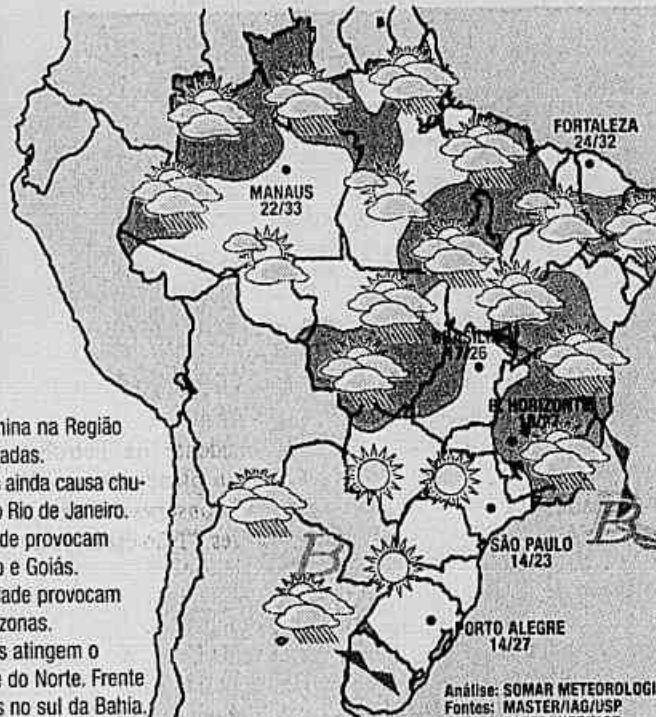 FORTALEZA
24/32
MANAUS
22/33
17/26
B. HORIZONTE
B
B
SÃO PAULO
14/23
PORTO ALEGRE
14/27
mina na Região
adas.
ainda causa chu-
o Rio de Janeiro.
de provocam
o e Goiás.
ade provocam
zonas.
s atingem o
e do Norte. Frente
s no sul da Bahia.
Análise: SOMAR METEOROLOGI
Fontes: MASTER/IAG/USP